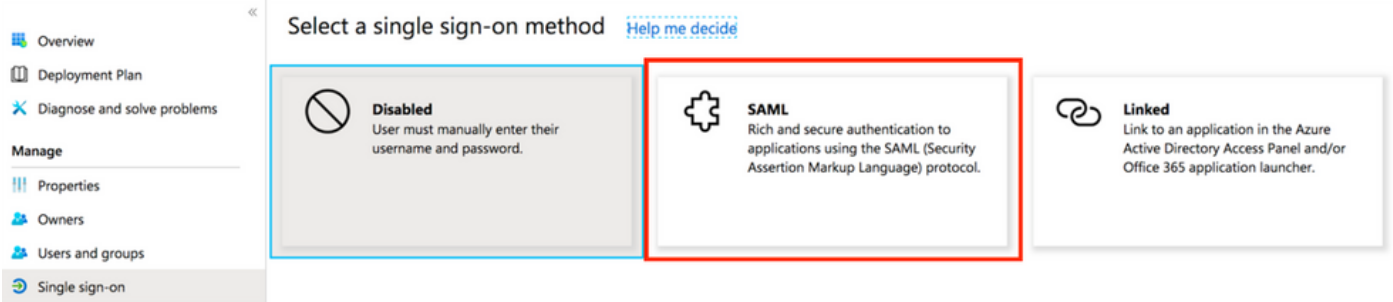 «
Overview
Deployment Plan
Diagnose and solve problems
Manage
Properties
Owners
Users and groups
Single sign-on
Select a single sign-on method Help me decide
Disabled
User must manually enter their
username and password.
SAML
Rich and secure authentication to
applications using the SAML (Security
Assertion Markup Language) protocol.
Linked
Link to an application in the Azure
Active Directory Access Panel and/or
Office 365 application launcher.